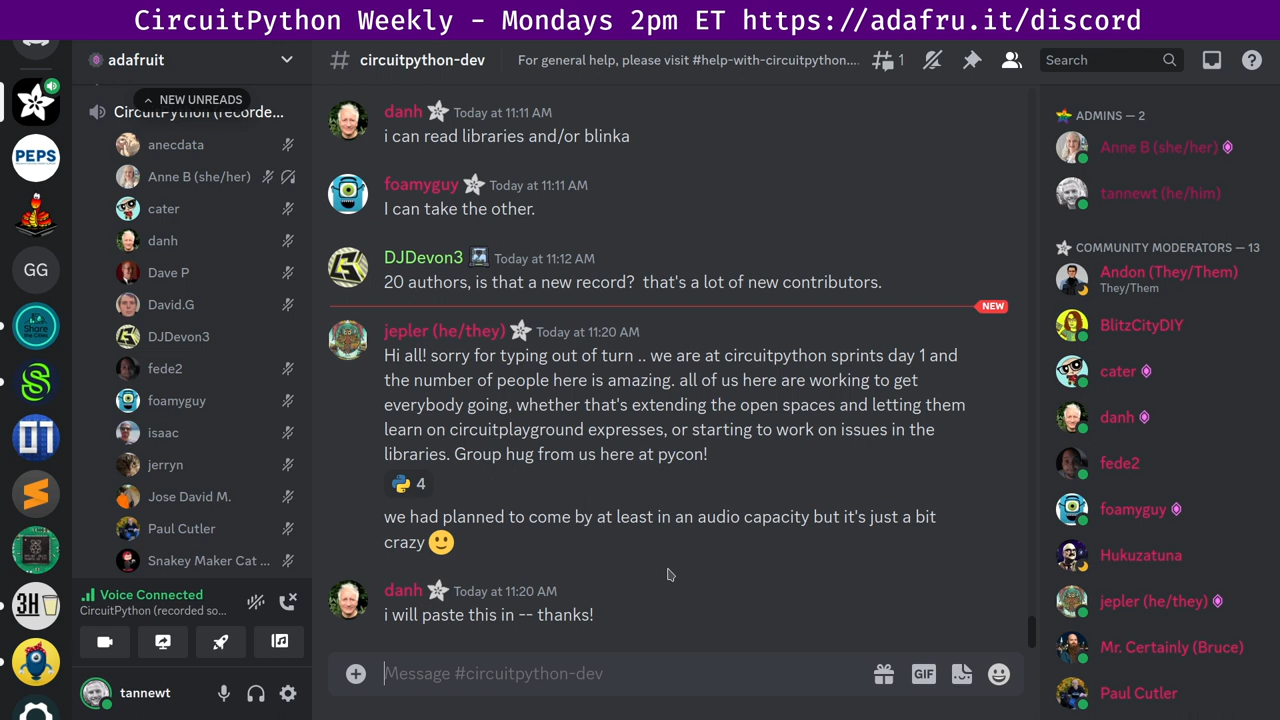 CircuitPython Weekly - Mondays 2pm ET https://adafru.it/discord
adafruit
# circuitpython-dev
For general help, please visit #help-with-circuitpython....
1
Search
NEW UNREADS
CircuitPython (recorde...
anecdata
Anne B (she/her)
cater
danh
Dave P
David.G
DJDevon3
fede2
foamyguy
isaac
jerryn
Jose David M.
Paul Cutler
Snakey Maker Cat ...
Voice Connected
CircuitPython (recorded so...
tannewt
PEPS
GG
Share the Cities
S
OT
3H
danh Today at 11:11 AM
i can read libraries and/or blinka
foamyguy Today at 11:11 AM
I can take the other.
DJDevon3 Today at 11:12 AM
20 authors, is that a new record? that's a lot of new contributors.
NEW
jepler (he/they) Today at 11:20 AM
Hi all! sorry for typing out of turn .. we are at circuitpython sprints day 1 and
the number of people here is amazing. all of us here are working to get
everybody going, whether that's extending the open spaces and letting them
learn on circuitplayground expresses, or starting to work on issues in the
libraries. Group hug from us here at pycon!
4
we had planned to come by at least in an audio capacity but it's just a bit
crazy 🙂
danh Today at 11:20 AM
i will paste this in -- thanks!
Message #circuitpython-dev
GIF
ADMINS — 2
Anne B (she/her)
tannewt (he/him)
COMMUNITY MODERATORS — 13
Andon (They/Them)
They/Them
BlitzCityDIY
cater
danh
fede2
foamyguy
Hukuzatuna
jepler (he/they)
Mr. Certainly (Bruce)
Paul Cutler